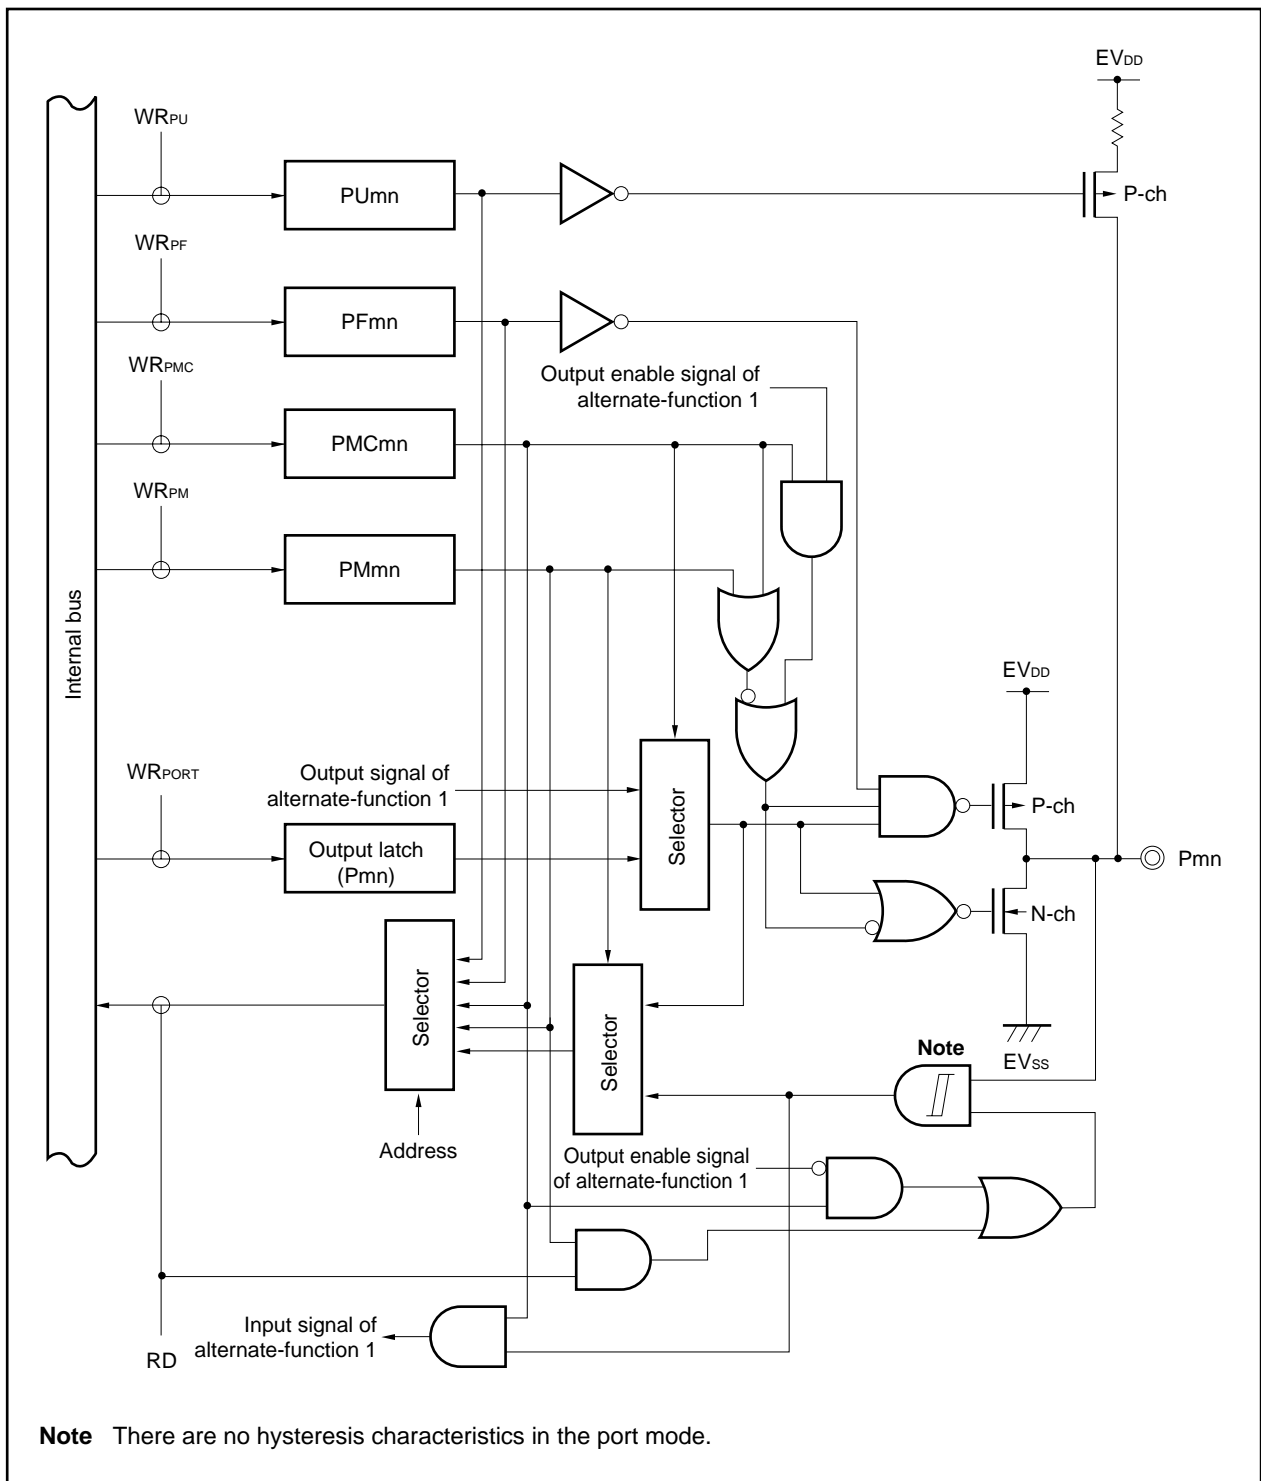 EVDD
WRPU
PUmn
P-ch
WRPF
PFmn
Output enable signal of
alternate-function 1
WRPMC
PMCmn
WRPM
PMmn
Internal bus
EVDD
WRPORT
Output signal of
alternate-function 1
Selector
P-ch
Output latch
(Pmn)
Pmn
N-ch
Selector
Selector
Note
EVSS
Address
Output enable signal
of alternate-function 1
Input signal of
alternate-function 1
RD
Note There are no hysteresis characteristics in the port mode.